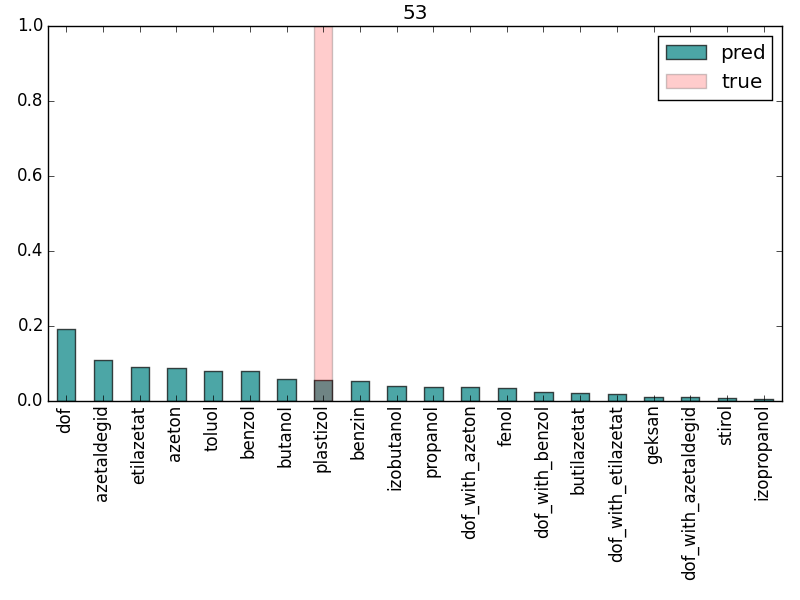 53
1.0
0.8
0.6
0.4
0.2
0.0
pred
true
dof
azetaldegid
etilazetat
azeton
toluol
benzol
butanol
plastizol
benzin
izobutanol
propanol
dof_with_azeton
fenol
dof_with_benzol
butilazetat
dof_with_etilazetat
geksan
dof_with_azetaldegid
stirol
izopropanol